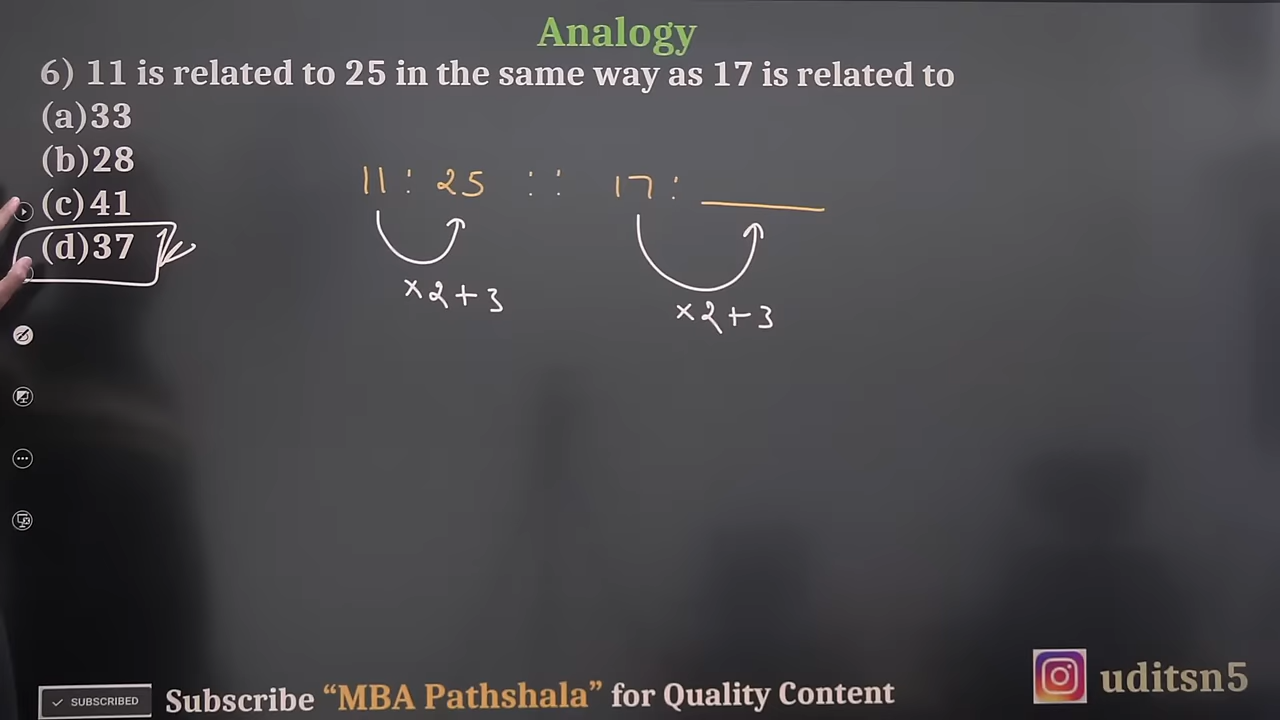 Analogy
6) 11 is related to 25 in the same way as 17 is related to
(a)33
(b)28
(c)41
(d)37
11 : 25 :: 17 : ____
×2+3 ×2+3
✓ SUBSCRIBED
Subscribe “MBA Pathshala” for Quality Content
uditsn5